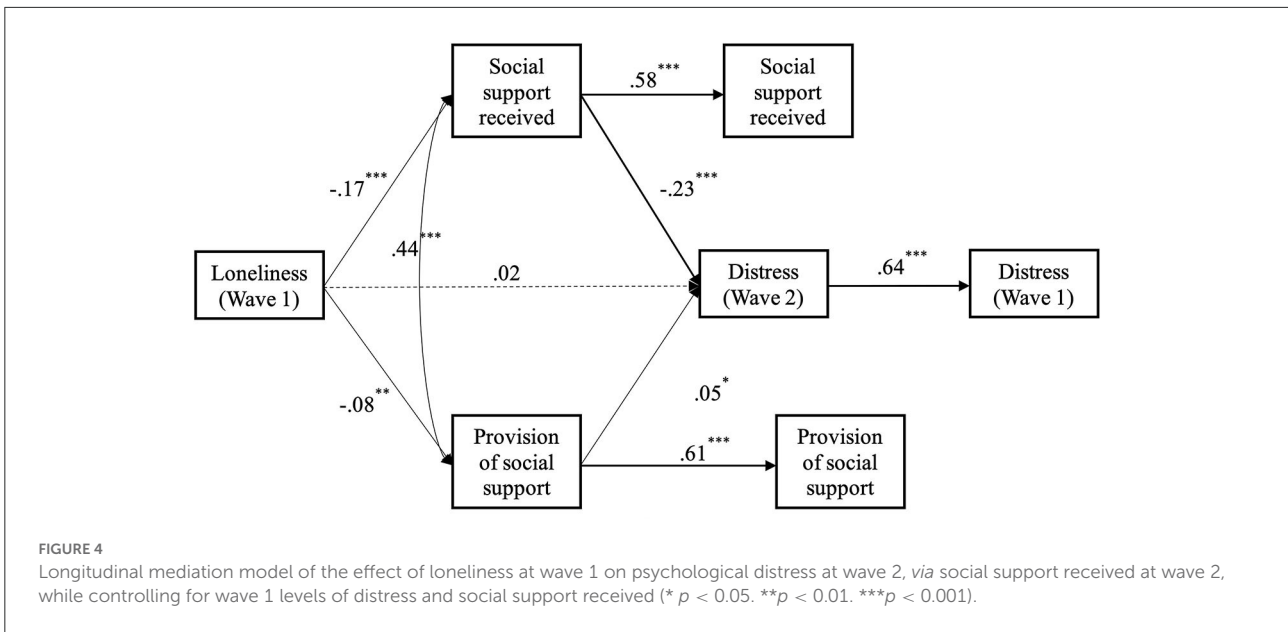 Social
support
received
.58***
Social
support
received
-.17***
-.23***
.44***
Loneliness
(Wave 1)
.02
Distress
(Wave 2)
.64***
Distress
(Wave 1)
-.08**
.05*
Provision
of social
support
.61***
Provision
of social
support
FIGURE 4
Longitudinal mediation model of the effect of loneliness at wave 1 on psychological distress at wave 2, via social support received at wave 2,
while controlling for wave 1 levels of distress and social support received (* p < 0.05. **p < 0.01. ***p < 0.001).